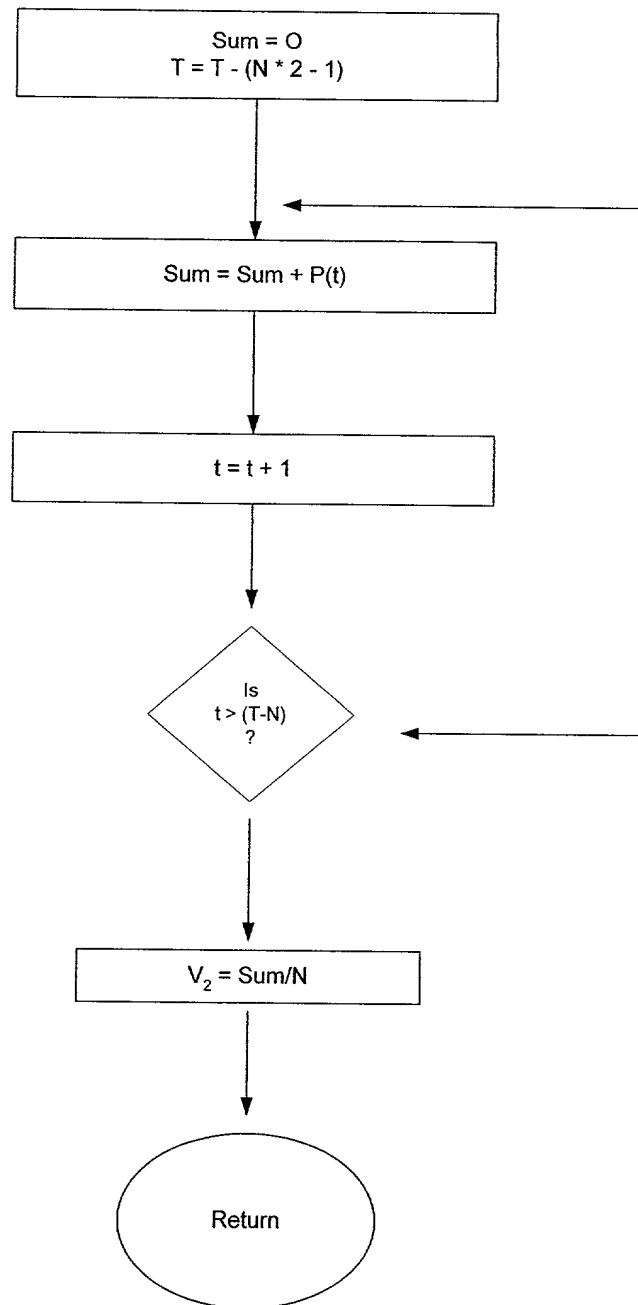 Sum = O
T = T - (N * 2 - 1)
Sum = Sum + P(t)
t = t + 1
Is
t > (T-N)
?
V₂ = Sum/N
Return